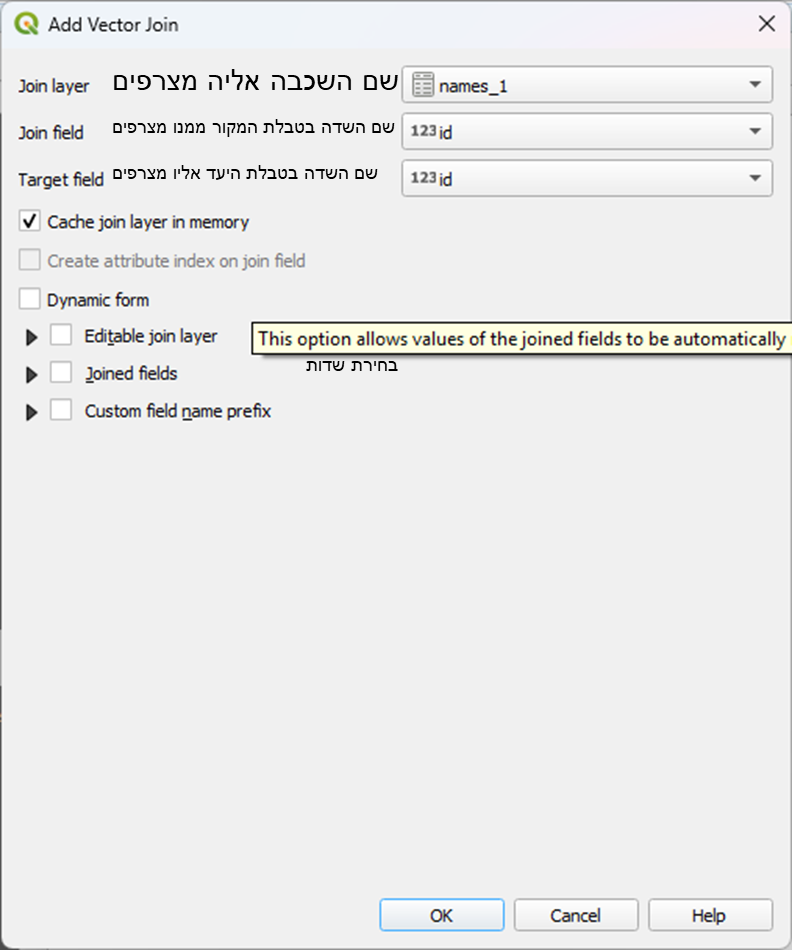 Add Vector Join
Join layer שם השכבה אליה מצרפים names_1
Join field שם השדה בטבלת המקור ממנו מצרפים 123 id
Target field שם השדה בטבלת היעד אליו מצרפים 123 id
Cache join layer in memory
Create attribute index on join field
Dynamic form
Editable join layer
This option allows values of the joined fields to be automatically
Joined fields בחירת שדות
Custom field name prefix
OK Cancel Help